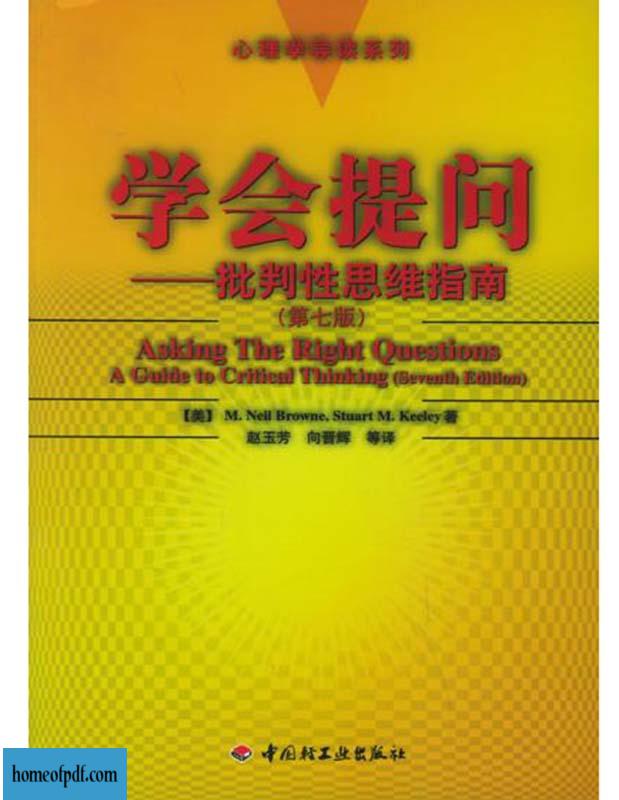 心理学导读系列
学会提问
——批判性思维指南
（第七版）
Asking The Right Questions
A Guide to Critical Thinking (Seventh Edition)
【美】 M. Neil Browne, Stuart M. Keeley 著
赵玉芳 向晋辉 等译
中国轻工业出版社
homeofpdf.com